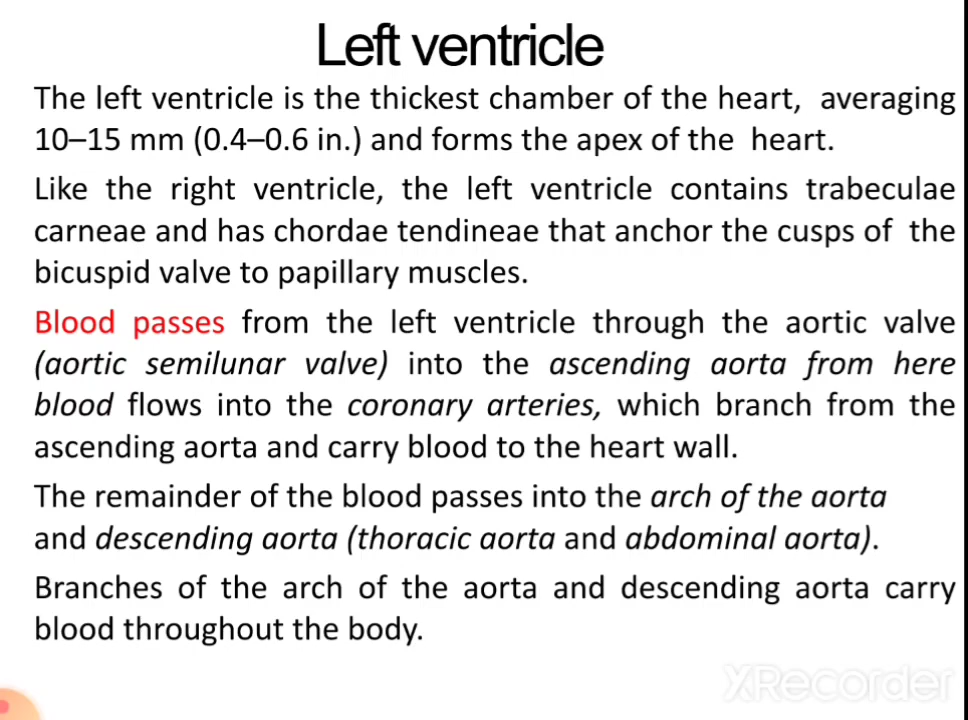 Left ventricle
The left ventricle is the thickest chamber of the heart, averaging
10–15 mm (0.4–0.6 in.) and forms the apex of the heart.
Like the right ventricle, the left ventricle contains trabeculae
carneae and has chordae tendineae that anchor the cusps of the
bicuspid valve to papillary muscles.
Blood passes from the left ventricle through the aortic valve
(aortic semilunar valve) into the ascending aorta from here
blood flows into the coronary arteries, which branch from the
ascending aorta and carry blood to the heart wall.
The remainder of the blood passes into the arch of the aorta
and descending aorta (thoracic aorta and abdominal aorta).
Branches of the arch of the aorta and descending aorta carry
blood throughout the body.
XRecorder